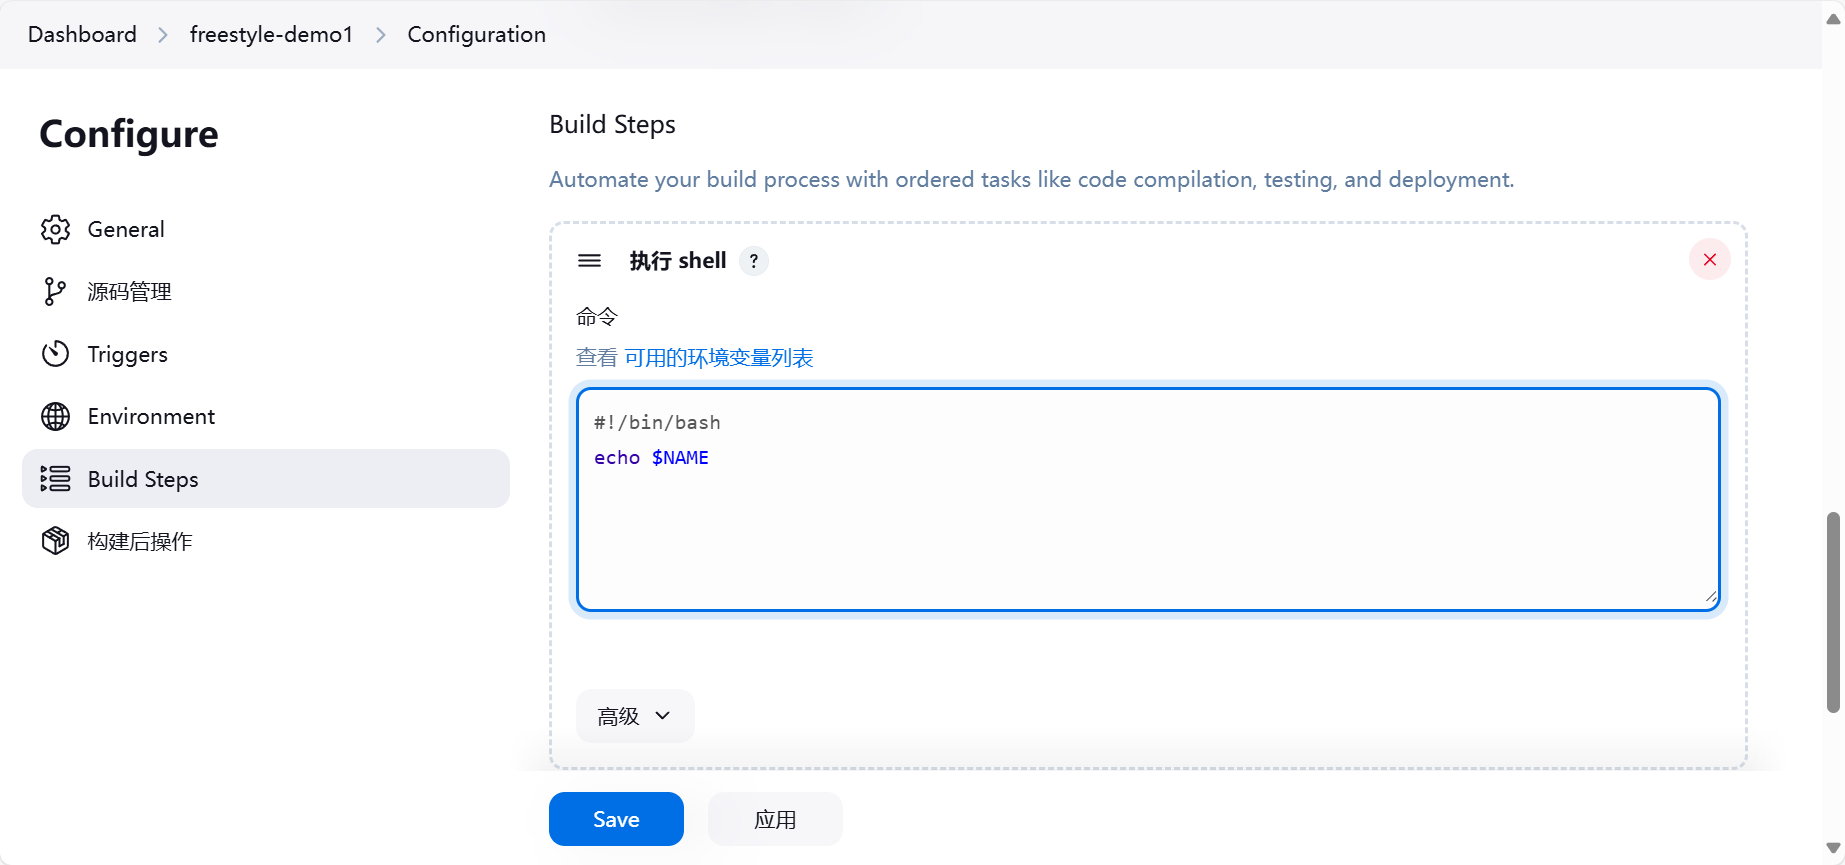 Dashboard > freestyle-demo1 > Configuration
Configure
General
源码管理
Triggers
Environment
Build Steps
构建后操作
Build Steps
Automate your build process with ordered tasks like code compilation, testing, and deployment.
执行 shell ?
命令
查看 可用的环境变量列表
#!/bin/bash
echo $NAME
高级
Save
应用